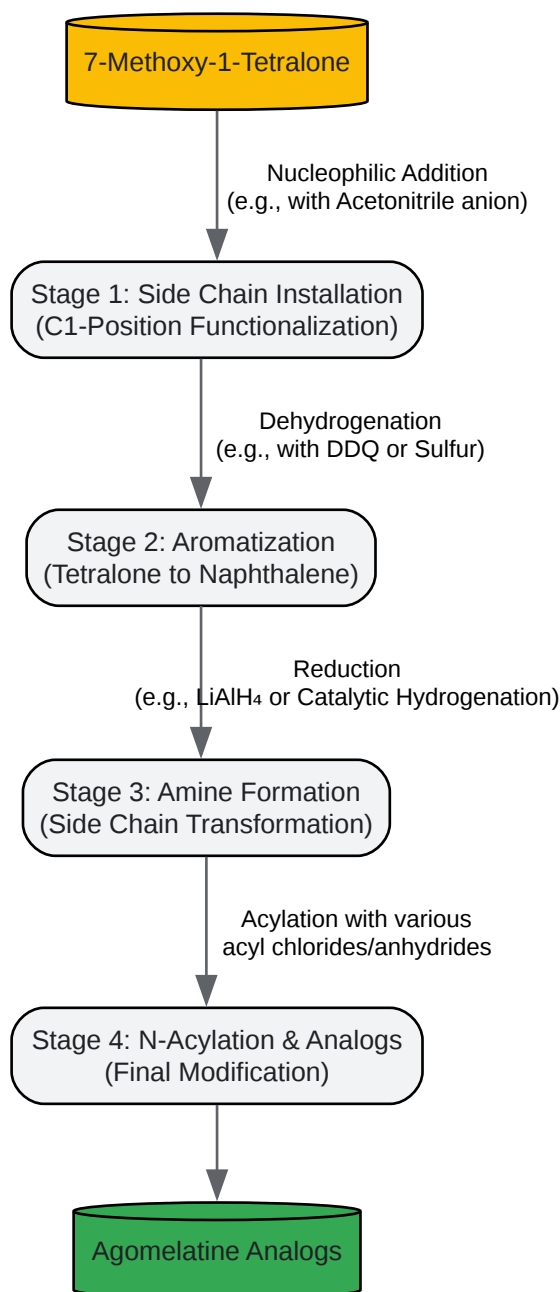 7-Methoxy-1-Tetralone
Nucleophilic Addition
(e.g., with Acetonitrile anion)
Stage 1: Side Chain Installation
(C1-Position Functionalization)
Dehydrogenation
(e.g., with DDQ or Sulfur)
Stage 2: Aromatization
(Tetralone to Naphthalene)
Reduction
(e.g., LiAlH₄ or Catalytic Hydrogenation)
Stage 3: Amine Formation
(Side Chain Transformation)
Acylation with various
acyl chlorides/anhydrides
Stage 4: N-Acylation & Analogs
(Final Modification)
Agomelatine Analogs